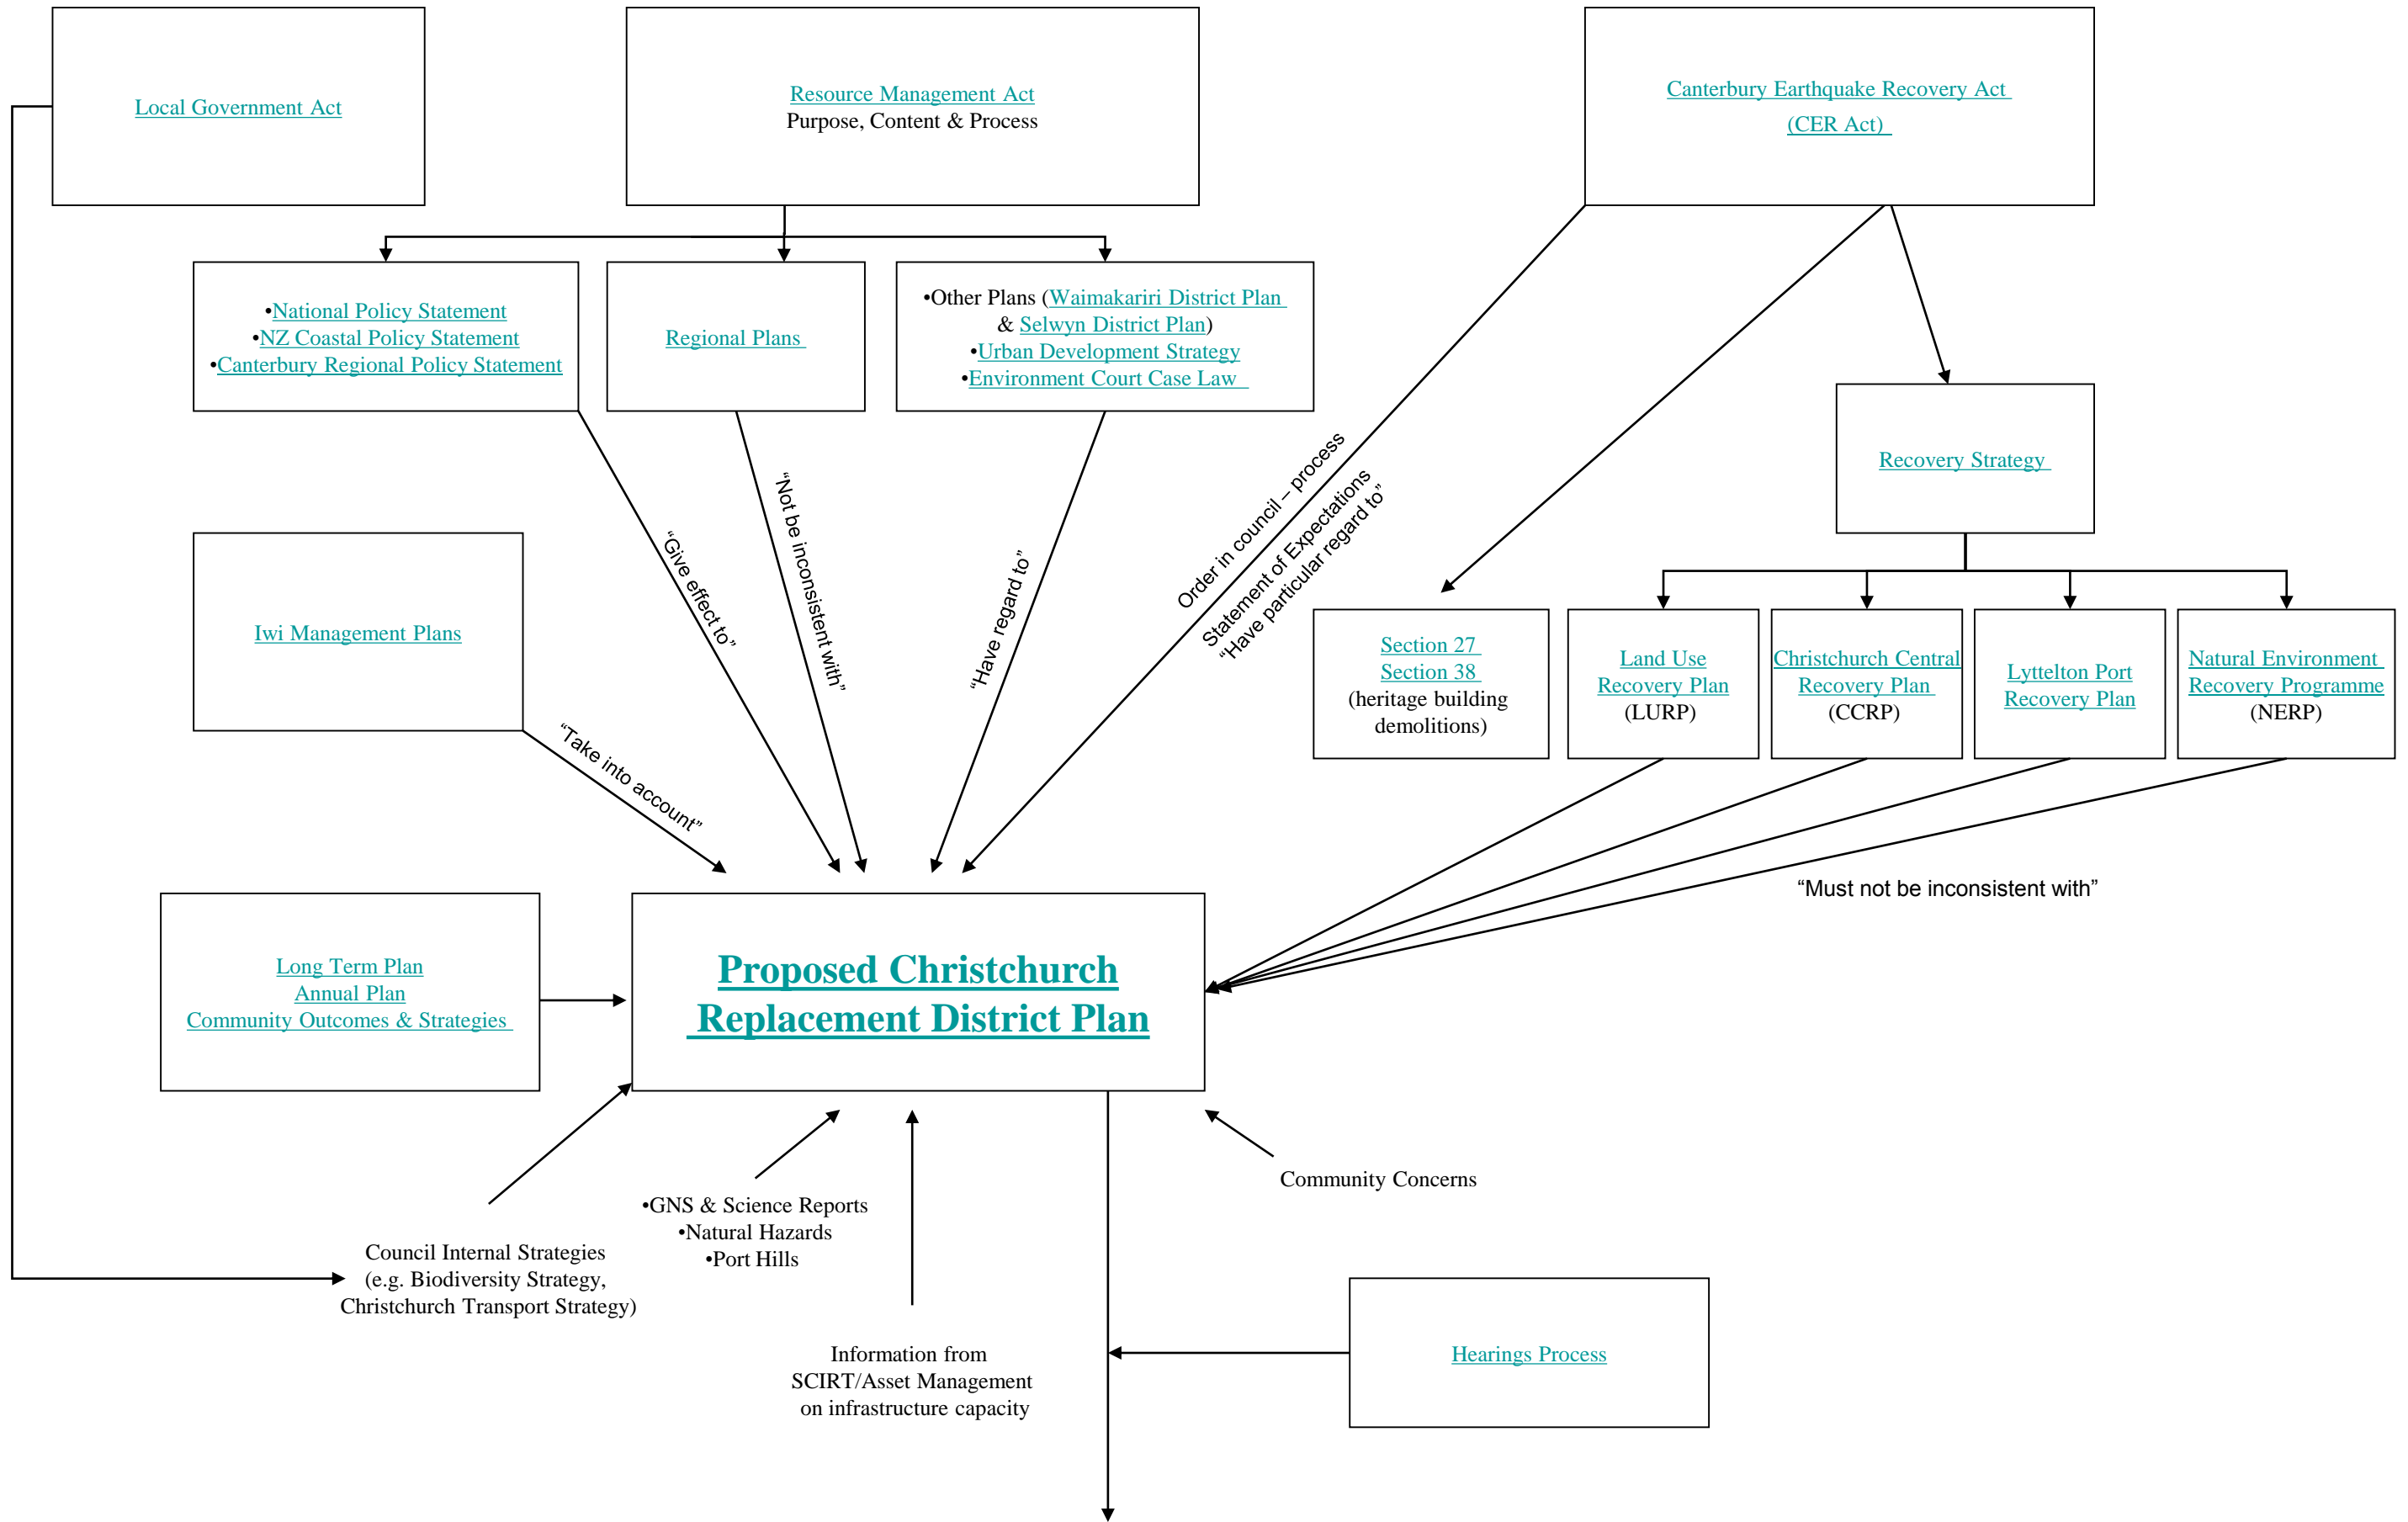 Local Government Act
Resource Management Act
Purpose, Content & Process
Canterbury Earthquake Recovery Act
(CER Act)
•National Policy Statement
•NZ Coastal Policy Statement
•Canterbury Regional Policy Statement
Regional Plans
•Other Plans (Waimakariri District Plan
& Selwyn District Plan)
•Urban Development Strategy
•Environment Court Case Law
Recovery Strategy
“Give effect to”
“Not be inconsistent with”
“Have regard to”
Order in council – process
Statement of Expectations
“Have particular regard to”
Iwi Management Plans
“Take into account”
Section 27
Section 38
(heritage building
demolitions)
Land Use
Recovery Plan
(LURP)
Christchurch Central
Recovery Plan
(CCRP)
Lyttelton Port
Recovery Plan
Natural Environment
Recovery Programme
(NERP)
“Must not be inconsistent with”
Long Term Plan
Annual Plan
Community Outcomes & Strategies
Proposed Christchurch
Replacement District Plan
Community Concerns
•GNS & Science Reports
•Natural Hazards
•Port Hills
Council Internal Strategies
(e.g. Biodiversity Strategy,
Christchurch Transport Strategy)
Information from
SCIRT/Asset Management
on infrastructure capacity
Hearings Process